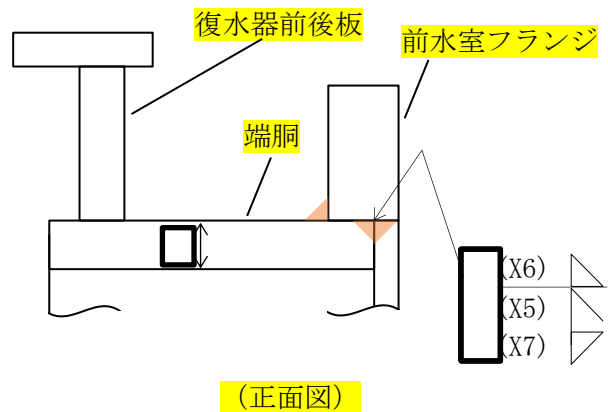 復水器前後板
前水室フランジ
端胴
(X6)
(X5)
(X7)
（正面図）